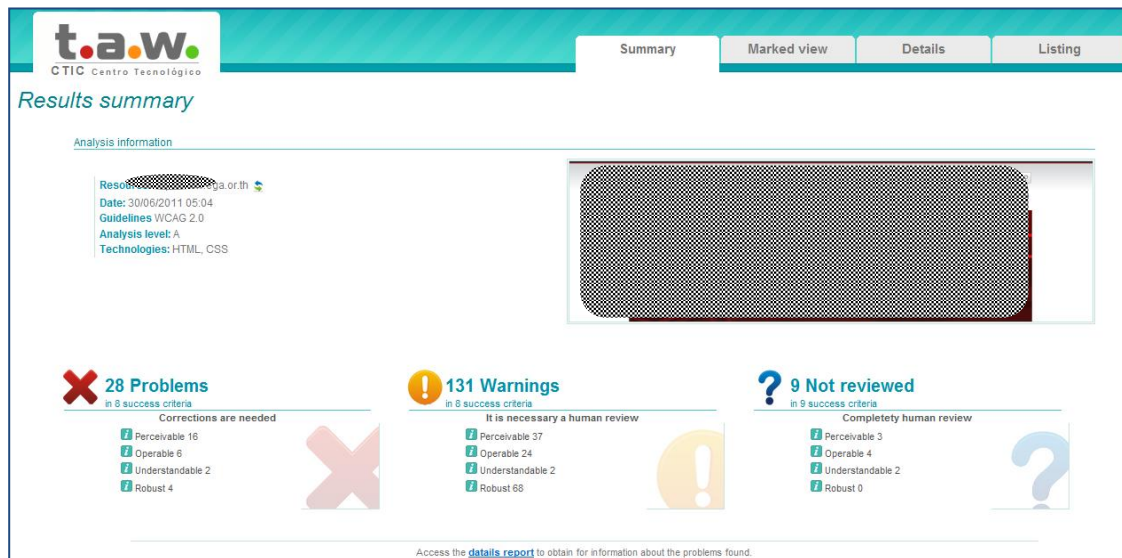 t.a.w.
CTIC Centro Tecnológico
Summary
Marked view
Details
Listing
Results summary
Analysis information
ega.or.th
Date: 30/06/2011 05:04
Guidelines WCAG 2.0
Analysis level: A
Technologies: HTML, CSS
28 Problems
in 8 success criteria
Corrections are needed
Perceivable 16
Operable 6
Understandable 2
Robust 4
131 Warnings
in 8 success criteria
It is necessary a human review
Perceivable 37
Operable 24
Understandable 2
Robust 68
9 Not reviewed
in 9 success criteria
Completety human review
Perceivable 3
Operable 4
Understandable 2
Robust 0
Access the datails report to obtain for information about the problems found.